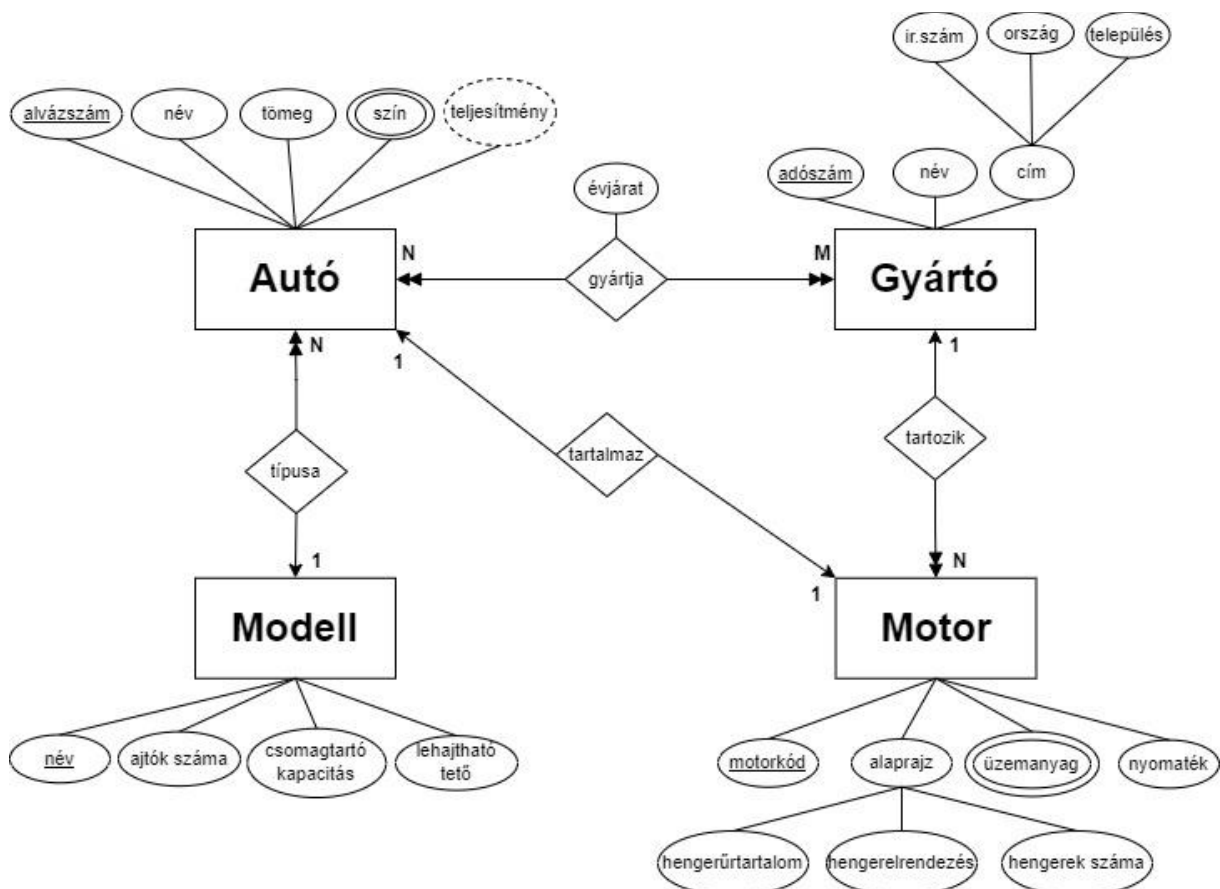 ir.szám
ország
település
alvázszám
név
tömeg
szín
teljesítmény
évjárat
adószám
név
cím
Autó
N
gyártja
M
Gyártó
N
1
1
típusa
tartalmaz
tartozik
1
1
N
Modell
Motor
név
ajtók száma
csomagtartó
kapacitás
lehajtható
tető
motorkód
alaprajz
üzemanyag
nyomaték
hengerűrtartalom
hengerelrendezés
hengerek száma